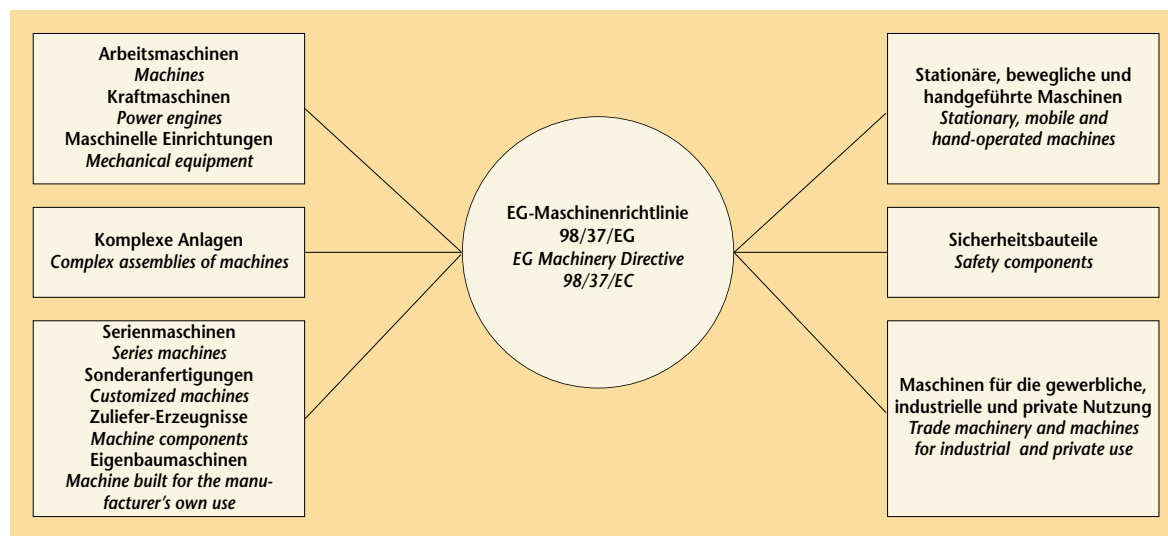 Arbeitsmaschinen
Machines
Kraftmaschinen
Power engines
Maschinelle Einrichtungen
Mechanical equipment
Komplexe Anlagen
Complex assemblies of machines
Serienmaschinen
Series machines
Sonderanfertigungen
Customized machines
Zuliefer-Erzeugnisse
Machine components
Eigenbaumaschinen
Machine built for the manu-
facturer's own use
EG-Maschinenrichtlinie
98/37/EG
EG Machinery Directive
98/37/EC
Stationäre, bewegliche und
handgeführte Maschinen
Stationary, mobile and
hand-operated machines
Sicherheitsbauteile
Safety components
Maschinen für die gewerbliche,
industrielle und private Nutzung
Trade machinery and machines
for industrial and private use